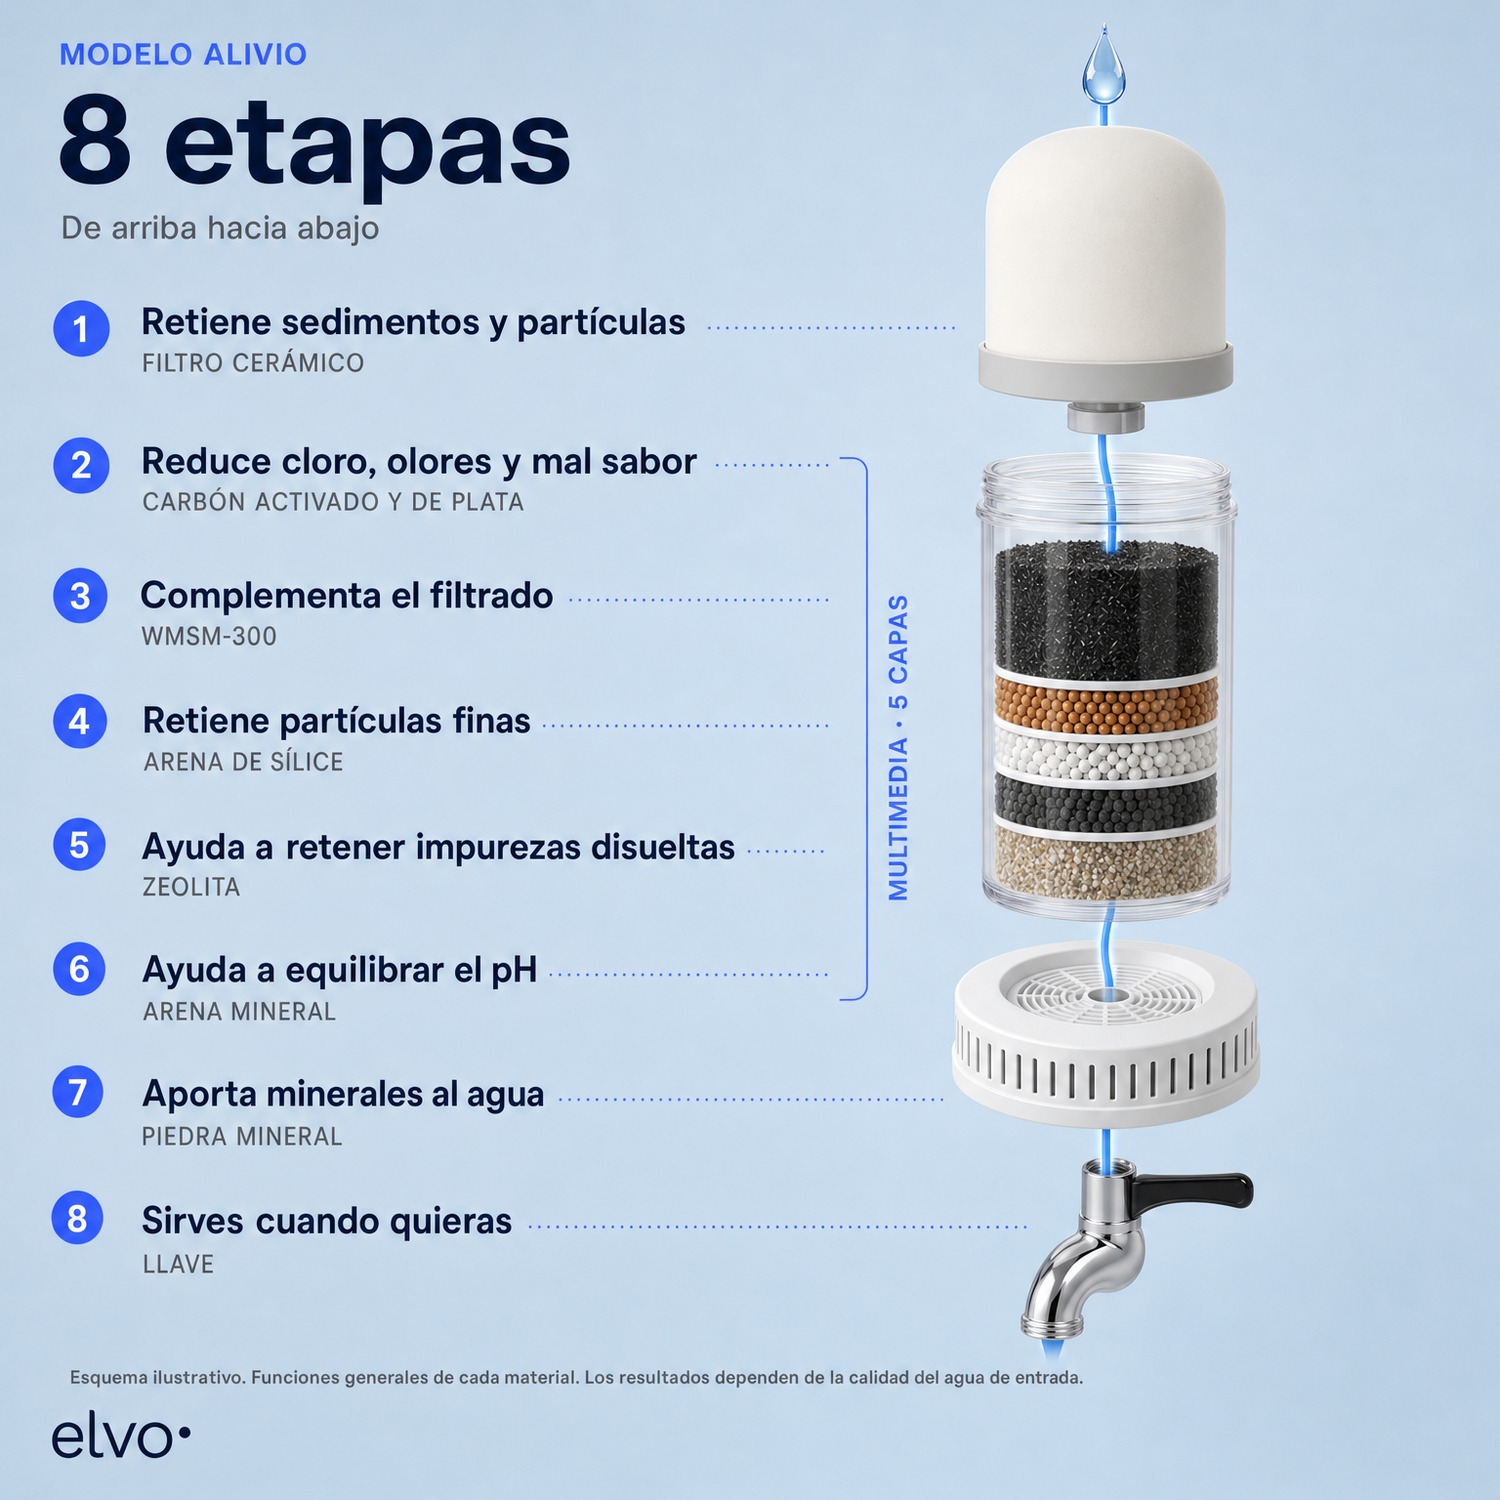 MODELO ALIVIO
8 etapas
De arriba hacia abajo
1 Retiene sedimentos y partículas
FILTRO CERÁMICO
2 Reduce cloro, olores y mal sabor
CARBÓN ACTIVADO Y DE PLATA
3 Complementa el filtrado
WMSM-300
4 Retiene partículas finas
ARENA DE SÍLICE
5 Ayuda a retener impurezas disueltas
ZEOLITA
6 Ayuda a equilibrar el pH
ARENA MINERAL
MULTIMEDIA • 5 CAPAS
7 Aporta minerales al agua
PIEDRA MINERAL
8 Sirves cuando quieras
LLAVE
Esquema ilustrativo. Funciones generales de cada material. Los resultados dependen de la calidad del agua de entrada.
elvo•